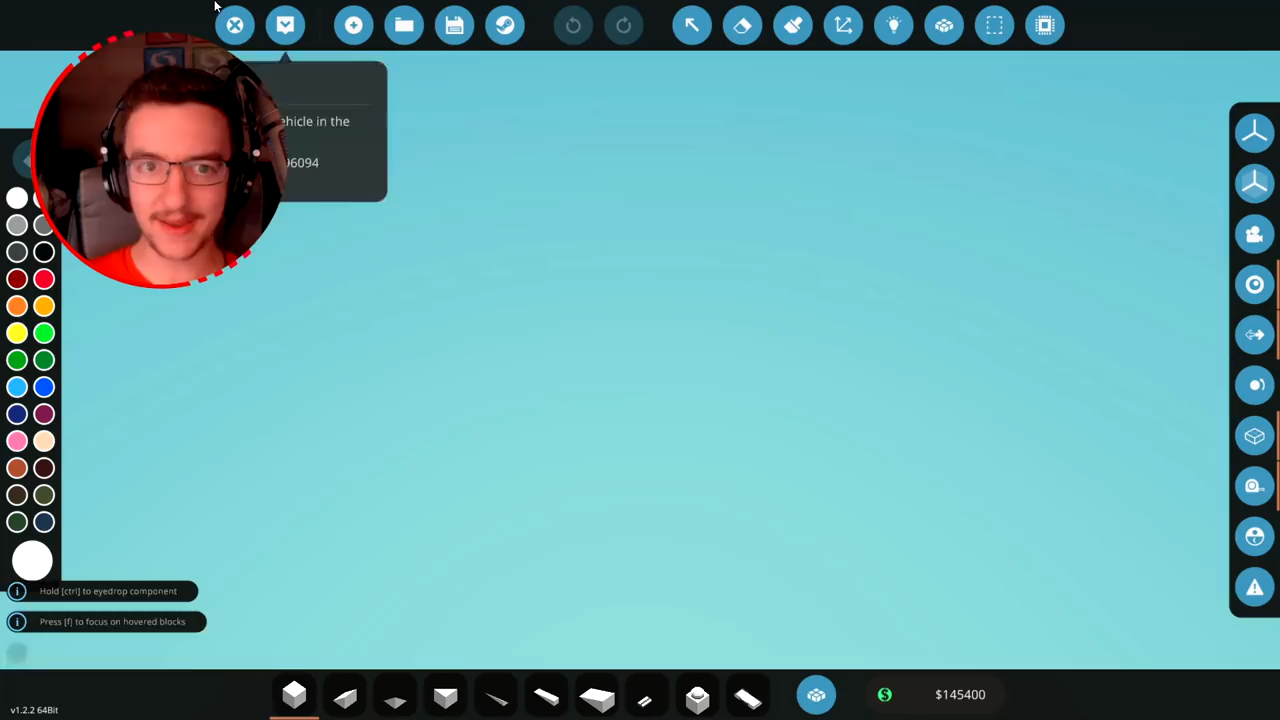 ehicle in the
96094
Hold [ctrl] to eyedrop component
Press [f] to focus on hovered blocks
$ $145400
v1.2.2 64Bit